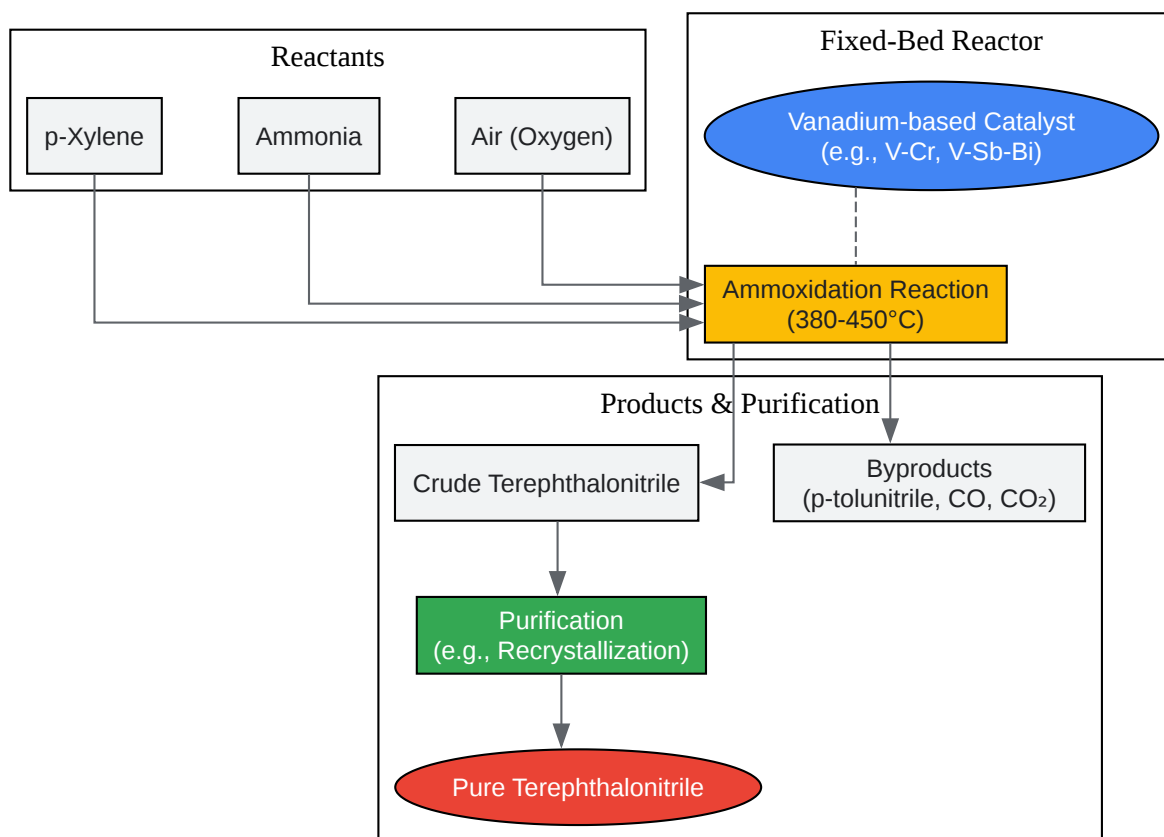 Reactants
p-Xylene
Ammonia
Air (Oxygen)
Fixed-Bed Reactor
Vanadium-based Catalyst
(e.g., V-Cr, V-Sb-Bi)
Ammoxidation Reaction
(380-450°C)
Products & Purification
Crude Terephthalonitrile
Byproducts
(p-tolunitrile, CO, CO₂)
Purification
(e.g., Recrystallization)
Pure Terephthalonitrile